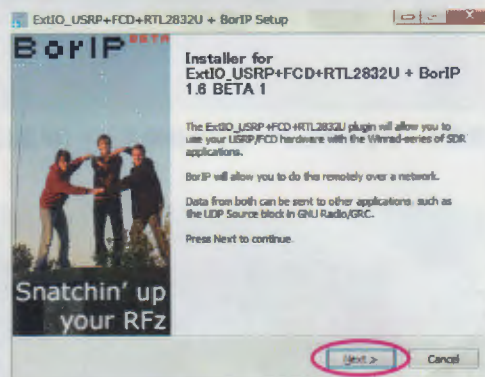 ExtIO_USRP+FCD+RTL2832U + BorIP Setup
BorIP BETA
Installer for
ExtIO_USRP+FCD+RTL2832U + BorIP
1.6 BETA 1
The ExtIO_USRP+FCD+RTL2832U plugin will allow you to
use your USRP/FCD hardware with the Winrad-series of SDR
applications.
BorIP will allow you to do this remotely over a network.
Data from both can be sent to other applications, such as
the UDP Source block in GNU Radio/GRC.
Press Next to continue.
Snatchin' up
your RFz
Next >
Cancel